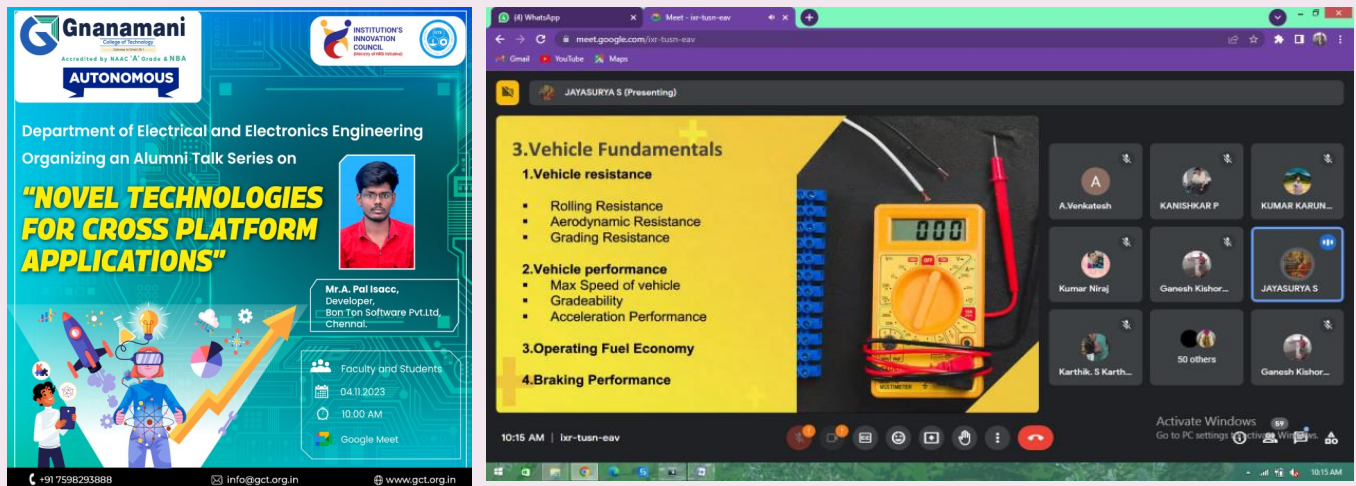 Gnanamani
College of Technology
Accredited by NAAC 'A' Grade & NBA
AUTONOMOUS
INSTITUTION'S
INNOVATION
COUNCIL
(Ministry of HRD Initiative)
Department of Electrical and Electronics Engineering
Organizing an Alumni Talk Series on
"NOVEL TECHNOLOGIES
FOR CROSS PLATFORM
APPLICATIONS"
Mr.A. Pal Isacc,
Developer,
Bon Ton Software Pvt.Ltd,
Chennai.
Faculty and Students
04.11.2023
10.00 AM
Google Meet
+91 7598293888
info@gct.org.in
www.gct.org.in
(4) WhatsApp
Meet - ixr-tusn-eav
meet.google.com/ixr-tusn-eav
Gmail
YouTube
Maps
JAYASURYA S (Presenting)
3.Vehicle Fundamentals
1.Vehicle resistance
▪ Rolling Resistance
▪ Aerodynamic Resistance
▪ Grading Resistance
2.Vehicle performance
▪ Max Speed of vehicle
▪ Gradeability
▪ Acceleration Performance
3.Operating Fuel Economy
4.Braking Performance
000
OFF
MULTIMETER
A
A.Venkatesh
KANISHKAR P
KUMAR KARUN...
Kumar Niraj
Ganesh Kishor...
JAYASURYA S
Karthik. S Karth...
50 others
Ganesh Kishor...
Activate Windows
Go to PC settings to activate Windows.
59
10:15 AM | ixr-tusn-eav
10:15 AM